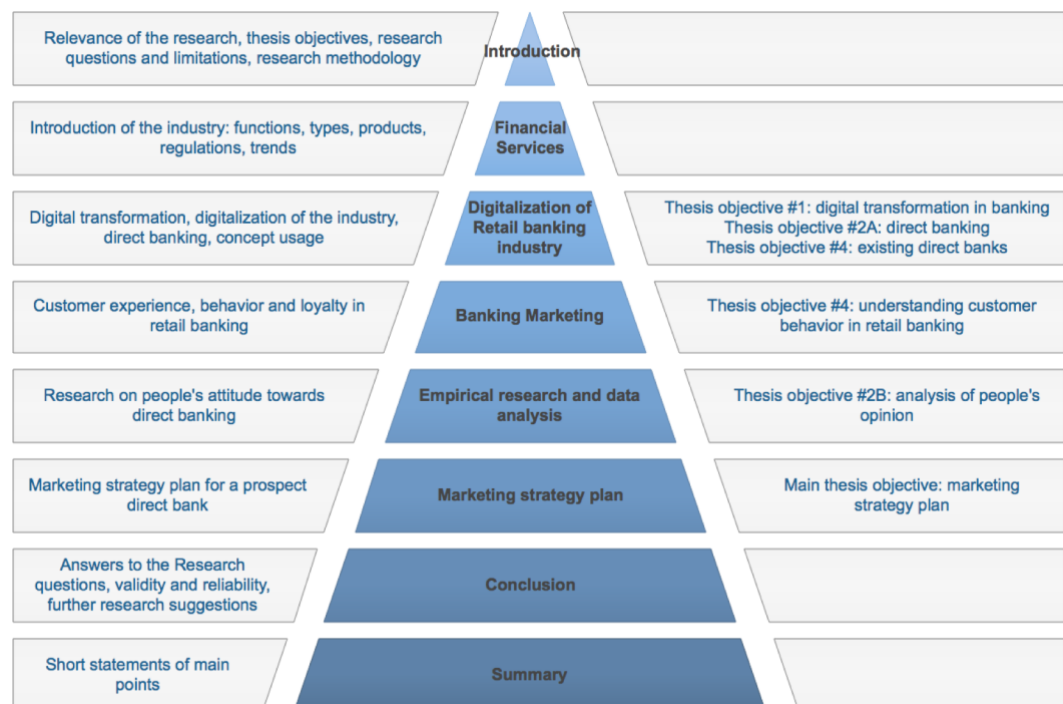 Relevance of the research, thesis objectives, research
questions and limitations, research methodology
Introduction
Introduction of the industry: functions, types, products,
regulations, trends
Financial
Services
Digital transformation, digitalization of the industry,
direct banking, concept usage
Digitalization of
Retail banking
industry
Thesis objective #1: digital transformation in banking
Thesis objective #2A: direct banking
Thesis objective #4: existing direct banks
Customer experience, behavior and loyalty in
retail banking
Banking Marketing
Thesis objective #4: understanding customer
behavior in retail banking
Research on people's attitude towards
direct banking
Empirical research and data
analysis
Thesis objective #2B: analysis of people's
opinion
Marketing strategy plan for a prospect
direct bank
Marketing strategy plan
Main thesis objective: marketing
strategy plan
Answers to the Research
questions, validity and reliability,
further research suggestions
Conclusion
Short statements of main
points
Summary